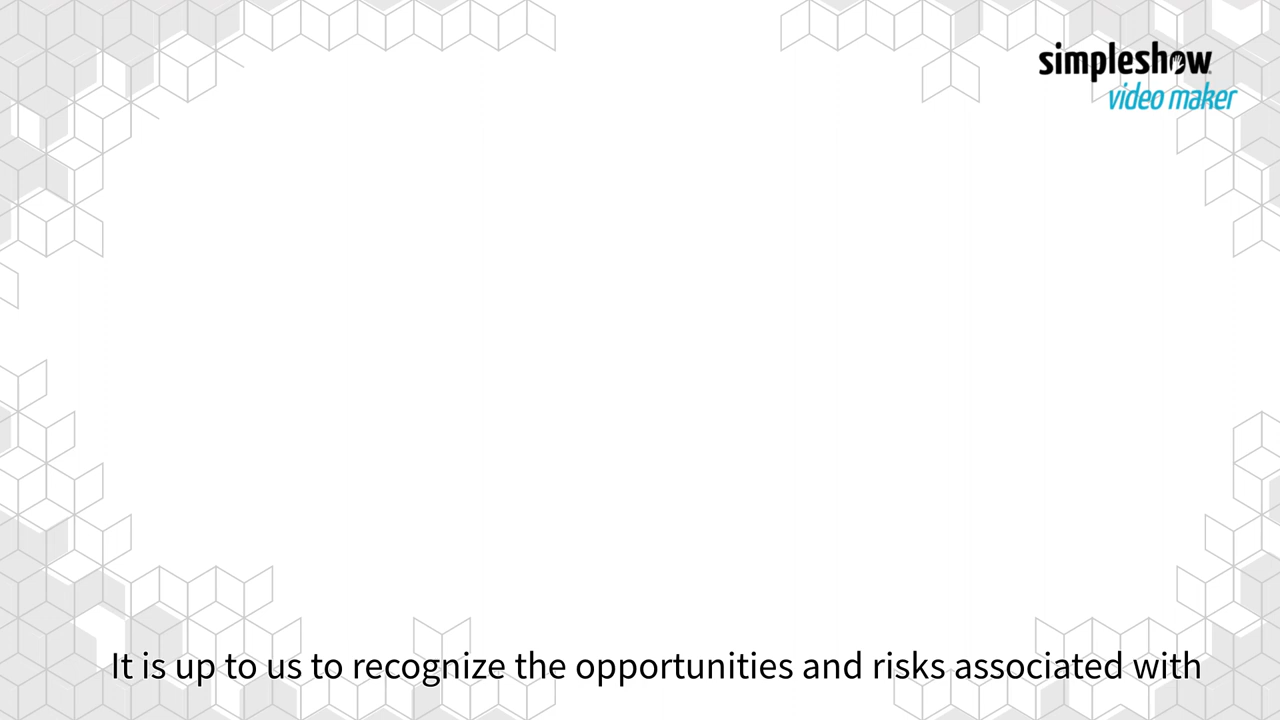 simpleshow
video maker
It is up to us to recognize the opportunities and risks associated with